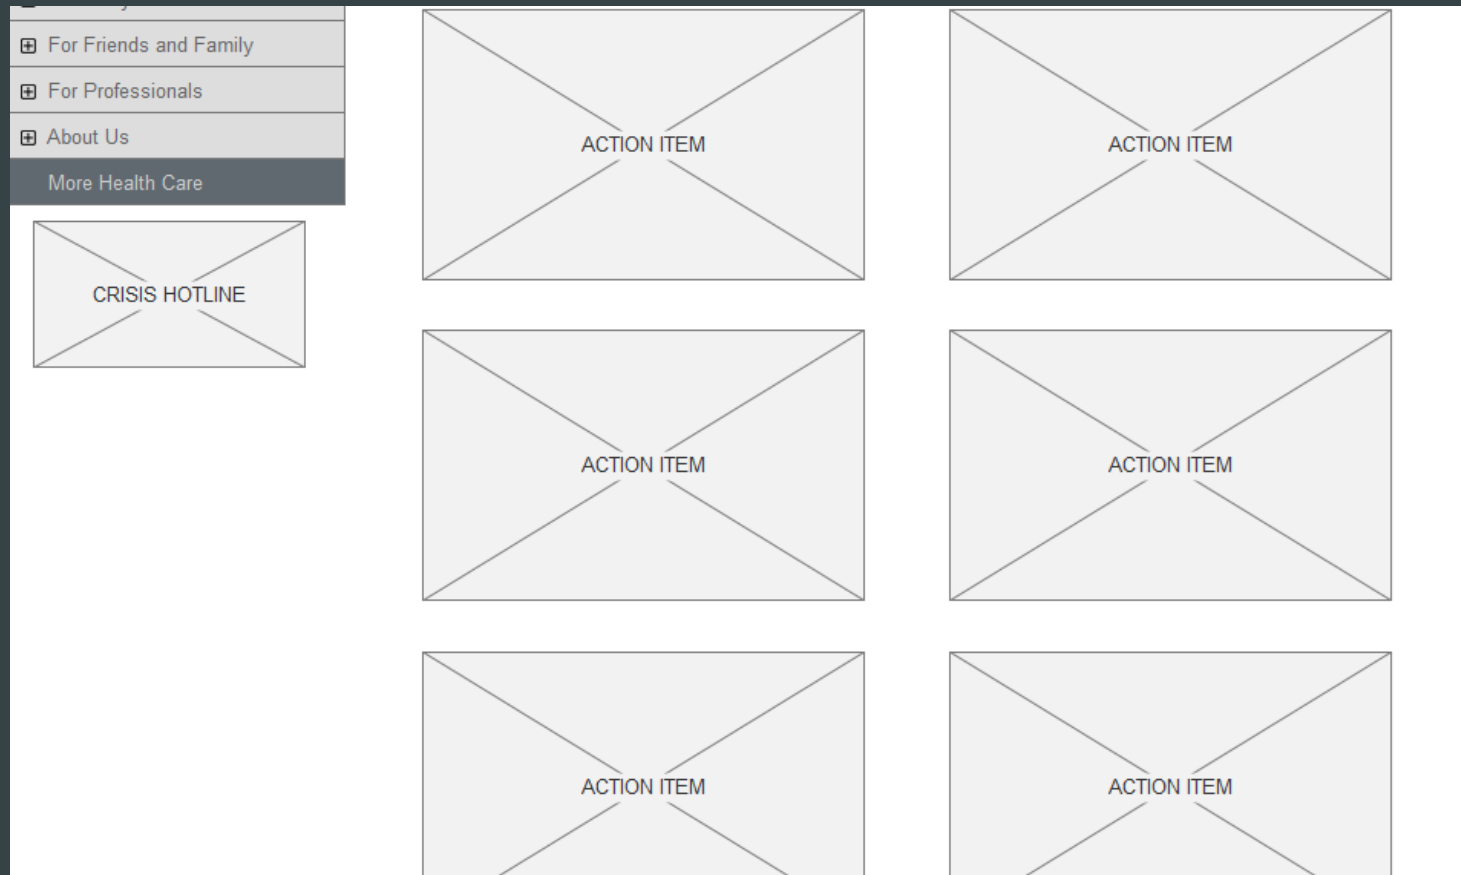 For Friends and Family
For Professionals
About Us
More Health Care
CRISIS HOTLINE
ACTION ITEM
ACTION ITEM
ACTION ITEM
ACTION ITEM
ACTION ITEM
ACTION ITEM